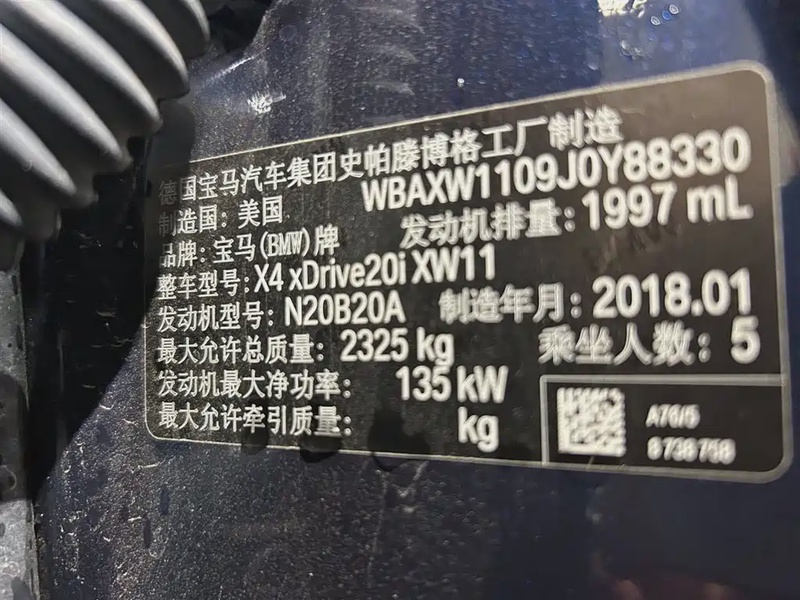 德国宝马汽车集团史帕滕博格工厂制造
制造国: 美国 WBAXW1109J0Y88330
品牌: 宝马(BMW)牌 发动机排量: 1997 mL
整车型号: X4 xDrive20i XW11
发动机型号: N20B20A 制造年月: 2018.01
最大允许总质量: 2325 kg 乘坐人数: 5
发动机最大净功率: 135 kW
最大允许牵引质量: kg
A76/5
8738758